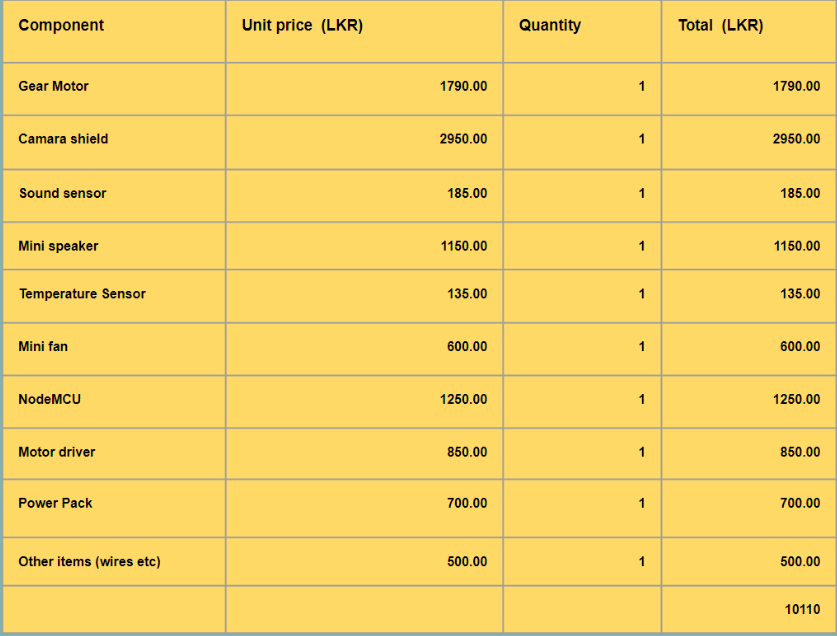 Component Unit price (LKR) Quantity Total (LKR)
Gear Motor 1790.00 1 1790.00
Camara shield 2950.00 1 2950.00
Sound sensor 185.00 1 185.00
Mini speaker 1150.00 1 1150.00
Temperature Sensor 135.00 1 135.00
Mini fan 600.00 1 600.00
NodeMCU 1250.00 1 1250.00
Motor driver 850.00 1 850.00
Power Pack 700.00 1 700.00
Other items (wires etc) 500.00 1 500.00
10110